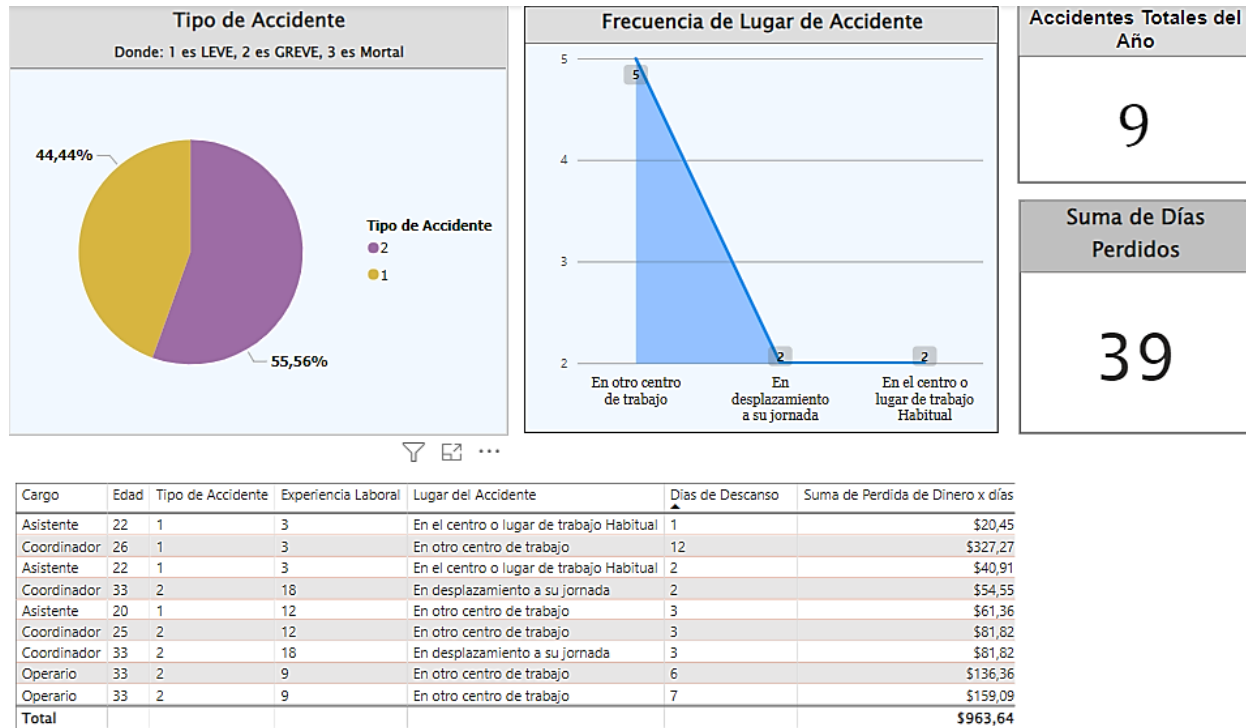 Tipo de Accidente
Donde: 1 es LEVE, 2 es GREVE, 3 es Mortal
44,44%
55,56%
Tipo de Accidente
2
1
Frecuencia de Lugar de Accidente
5
4
3
2
5
2
2
En otro centro
de trabajo
En
desplazamiento
a su jornada
En el centro o
lugar de trabajo
Habitual
Accidentes Totales del
Año
9
Suma de Días
Perdidos
39
Cargo Edad Tipo de Accidente Experiencia Laboral Lugar del Accidente Dias de Descanso Suma de Perdida de Dinero x días
Asistente 22 1 3 En el centro o lugar de trabajo Habitual 1 $20,45
Coordinador 26 1 3 En otro centro de trabajo 12 $327,27
Asistente 22 1 3 En el centro o lugar de trabajo Habitual 2 $40,91
Coordinador 33 2 18 En desplazamiento a su jornada 2 $54,55
Asistente 20 1 12 En otro centro de trabajo 3 $61,36
Coordinador 25 2 12 En otro centro de trabajo 3 $81,82
Coordinador 33 2 18 En desplazamiento a su jornada 3 $81,82
Operario 33 2 9 En otro centro de trabajo 6 $136,36
Operario 33 2 9 En otro centro de trabajo 7 $159,09
Total $963,64